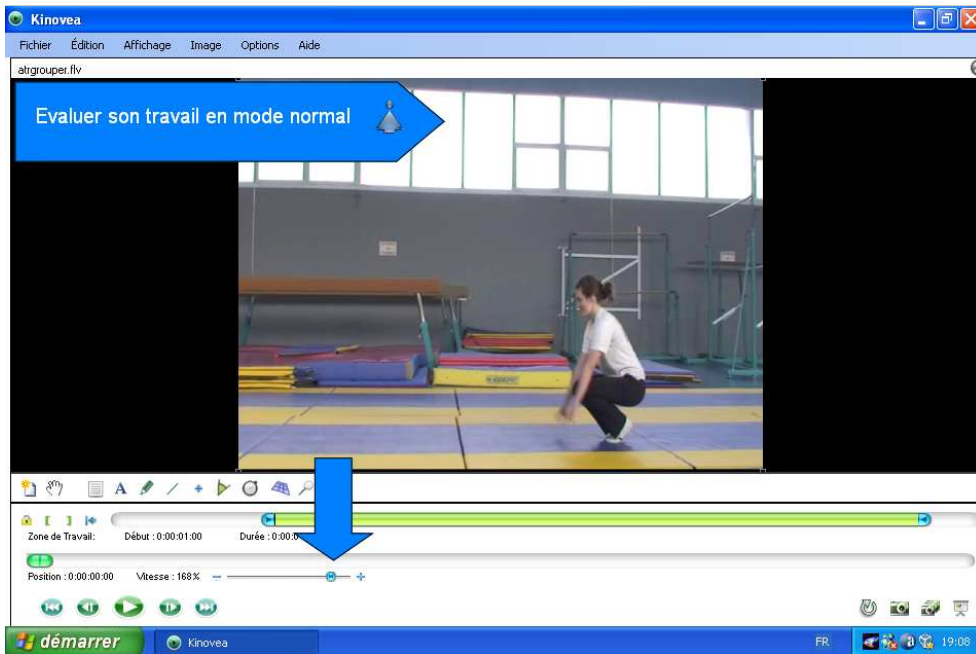 Kinovea
Fichier Édition Affichage Image Options Aide
atrgrouper.flv
Evaluer son travail en mode normal
Zone de Travail: Début : 0:00:01:00 Durée : 0:00:0
Position : 0:00:00:00 Vitesse : 168%
démarrer Kinovea FR 19:08